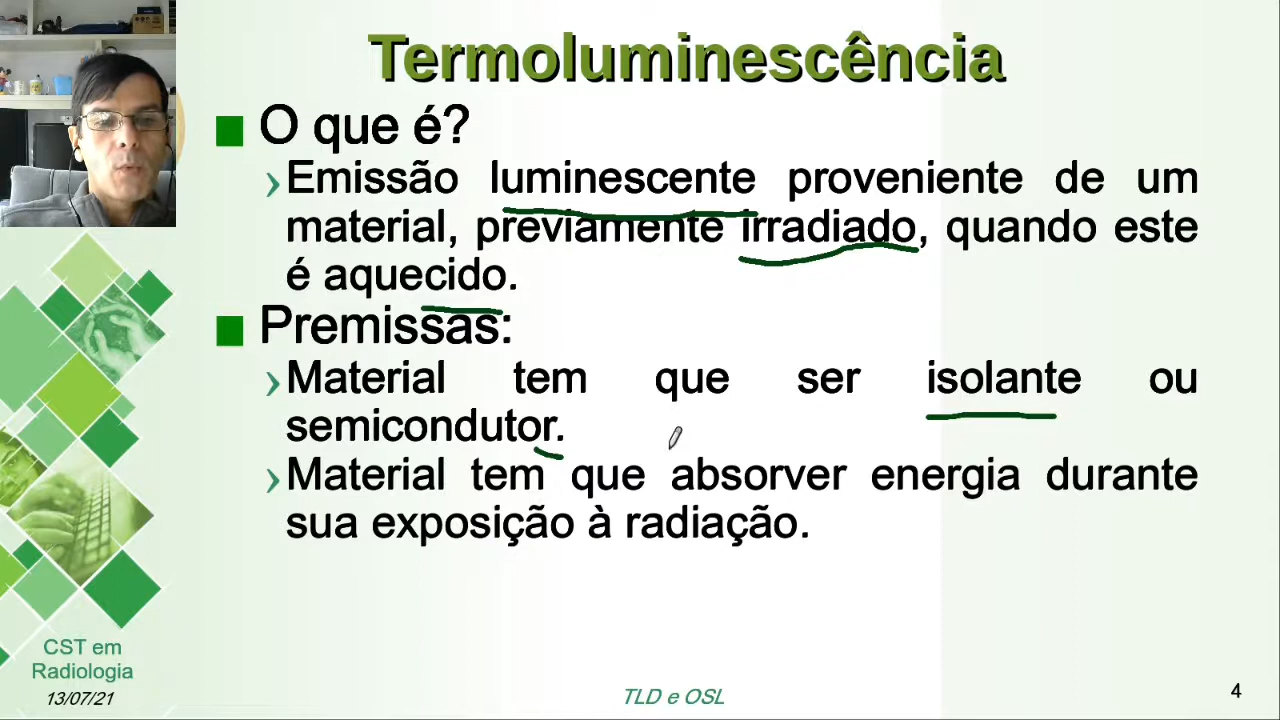 Termoluminescência
O que é?
Emissão luminescente proveniente de um
material, previamente irradiado, quando este
é aquecido.
Premissas:
Material tem que ser isolante ou
semicondutor.
Material tem que absorver energia durante
sua exposição à radiação.
CST em
Radiologia
13/07/21
TLD e OSL
4